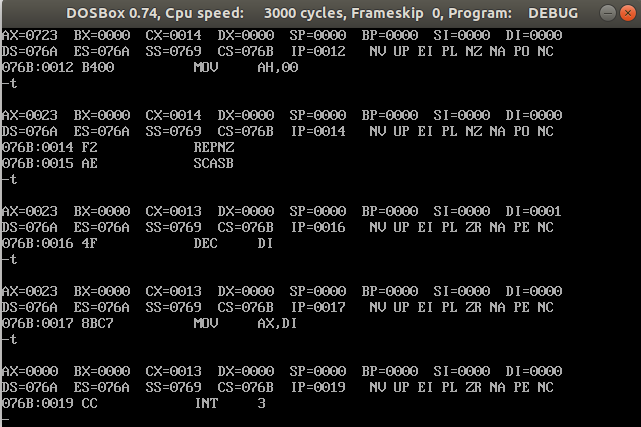 DOSBox 0.74, Cpu speed: 3000 cycles, Frameskip 0, Program: DEBUG
AX=0723 BX=0000 CX=0014 DX=0000 SP=0000 BP=0000 SI=0000 DI=0000
DS=076A ES=076A SS=0769 CS=076B IP=0012 NV UP EI PL NZ NA PO NC
076B:0012 B400 MOV AH,00
-t
AX=0023 BX=0000 CX=0014 DX=0000 SP=0000 BP=0000 SI=0000 DI=0000
DS=076A ES=076A SS=0769 CS=076B IP=0014 NV UP EI PL NZ NA PO NC
076B:0014 F2 REPNZ
076B:0015 AE SCASB
-t
AX=0023 BX=0000 CX=0013 DX=0000 SP=0000 BP=0000 SI=0000 DI=0001
DS=076A ES=076A SS=0769 CS=076B IP=0016 NV UP EI PL ZR NA PE NC
076B:0016 4F DEC DI
-t
AX=0023 BX=0000 CX=0013 DX=0000 SP=0000 BP=0000 SI=0000 DI=0000
DS=076A ES=076A SS=0769 CS=076B IP=0017 NV UP EI PL ZR NA PE NC
076B:0017 8BC7 MOV AX,DI
-t
AX=0000 BX=0000 CX=0013 DX=0000 SP=0000 BP=0000 SI=0000 DI=0000
DS=076A ES=076A SS=0769 CS=076B IP=0019 NV UP EI PL ZR NA PE NC
076B:0019 CC INT 3
-